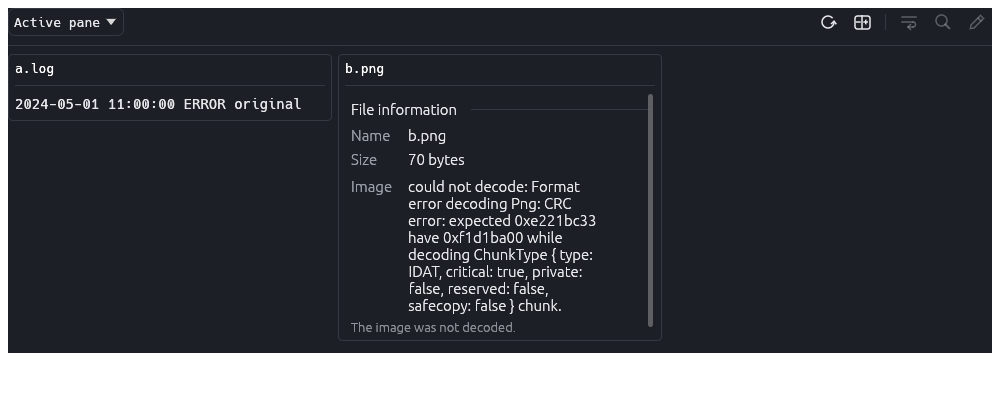 Active pane
a.log
2024-05-01 11:00:00 ERROR original
b.png
File information
Name b.png
Size 70 bytes
Image could not decode: Format
error decoding Png: CRC
error: expected 0xe221bc33
have 0xf1d1ba00 while
decoding ChunkType { type:
IDAT, critical: true, private:
false, reserved: false,
safecopy: false } chunk.
The image was not decoded.